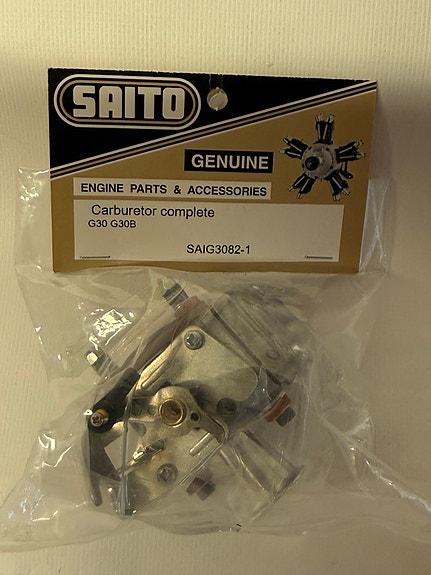 SAITO
GENUINE
ENGINE PARTS & ACCESSORIES
Carburetor complete
G30 G30B
SAIG3082-1